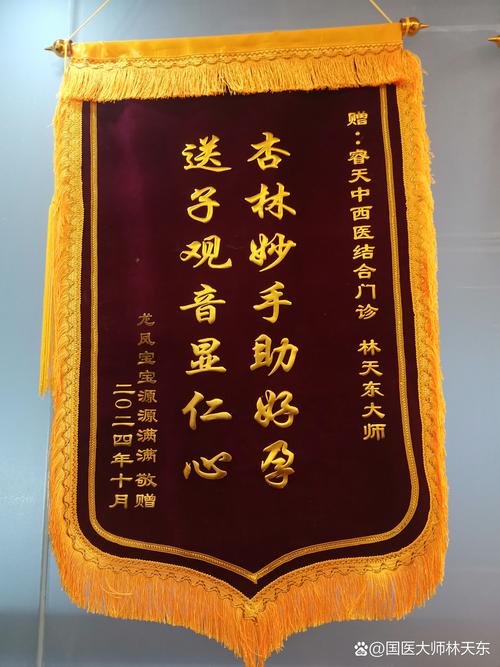 赠：睿天中西医结合门诊 林天东大师
杏林妙手助好孕
送子观音显仁心
龙凤宝宝源源满满敬赠
二〇二四年十月
@国医大师林天东